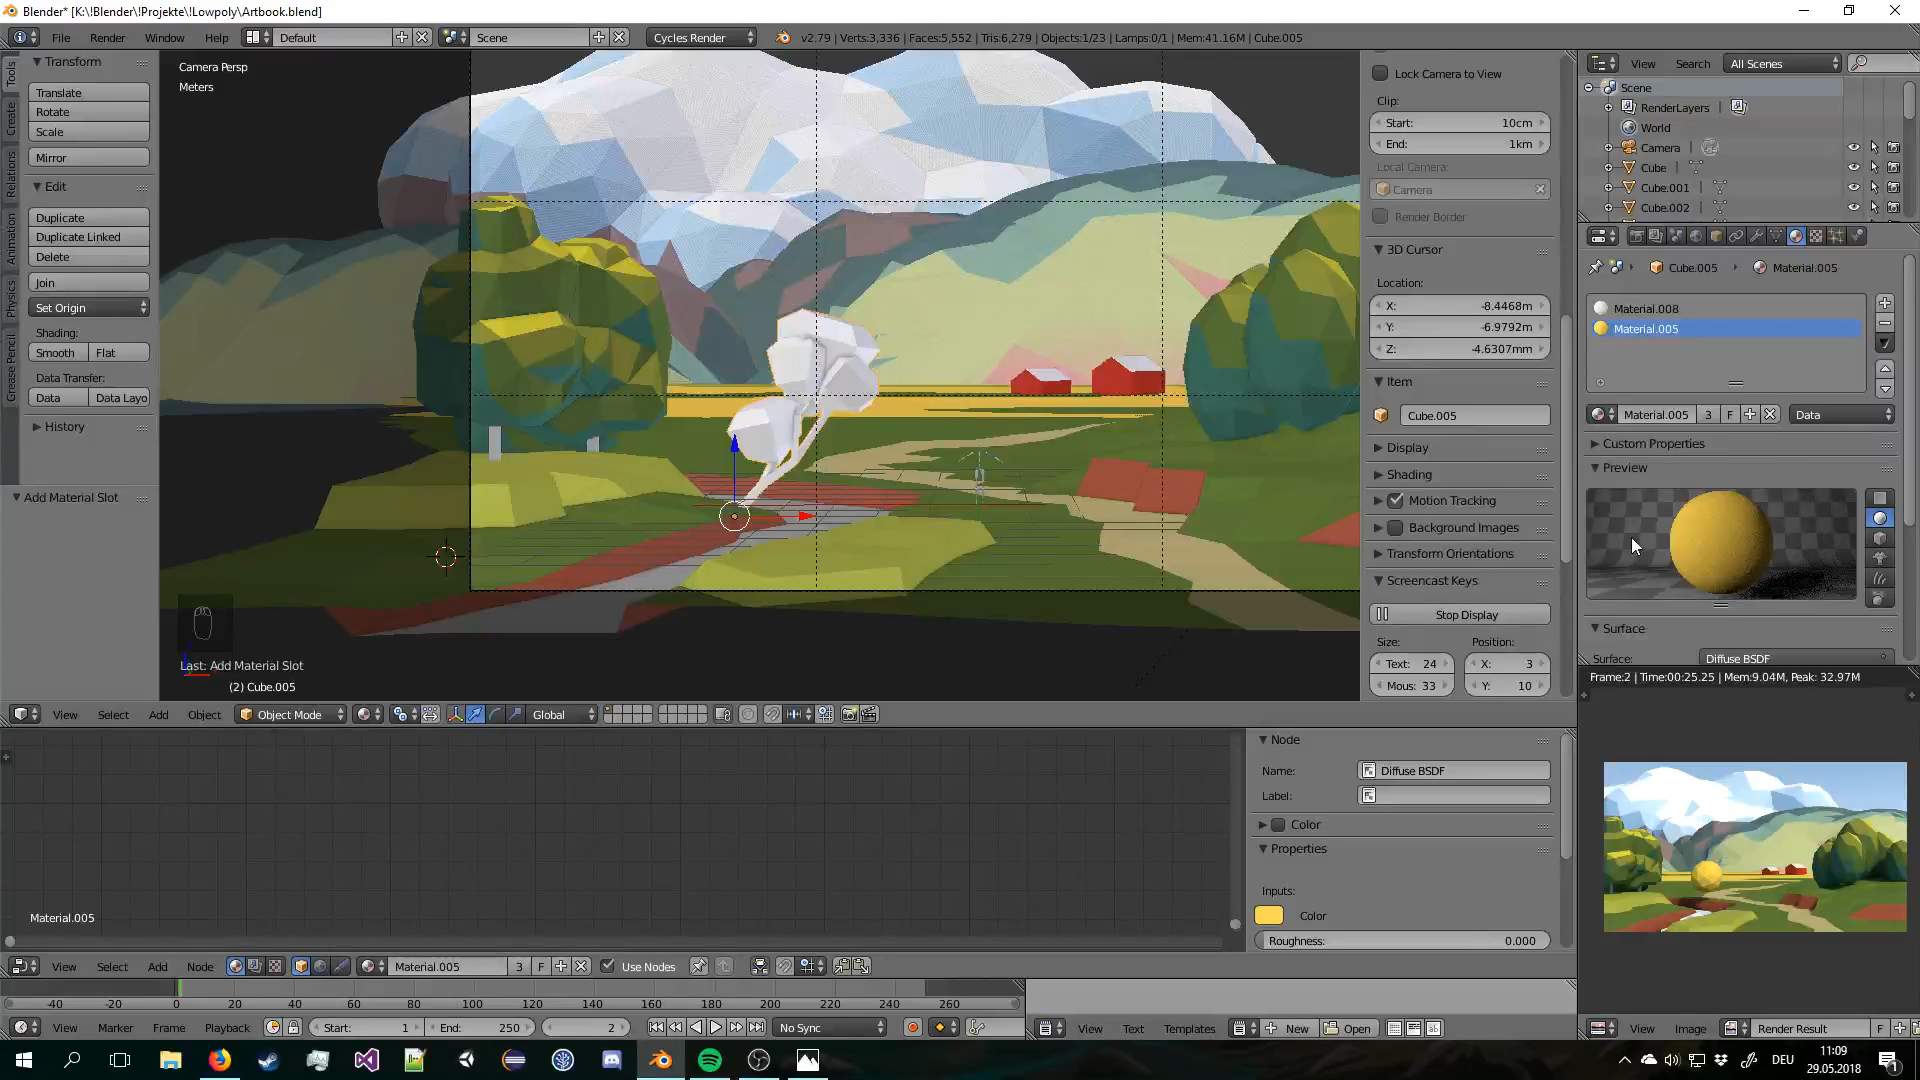 Blender* [K:\!Blender\!Projekte\!Lowpoly\Artbook.blend]
File Render Window Help Default Scene Cycles Render v2.79 | Verts:3,336 | Faces:5,552 | Tris:6,279 | Objects:1/23 | Lamps:0/1 | Mem:41.16M | Cube.005
Tools
Create
Relations
Animation
Physics
Grease Pencil
Transform
Translate
Rotate
Scale
Mirror
Edit
Duplicate
Duplicate Linked
Delete
Join
Set Origin
Shading:
Smooth Flat
Data Transfer:
Data Data Layo
History
Add Material Slot
Camera Persp
Meters
Last: Add Material Slot
(2) Cube.005
Lock Camera to View
Clip:
Start: 10cm
End: 1km
Local Camera:
Camera
Render Border
3D Cursor
Location:
X: -8.4468m
Y: -6.9792m
Z: -4.6307mm
Item
Cube.005
Display
Shading
Motion Tracking
Background Images
Transform Orientations
Screencast Keys
Stop Display
Size: Position:
Text: 24 X: 3
Mous: 33 Y: 10
View Search All Scenes
Scene
RenderLayers
World
Camera
Cube
Cube.001
Cube.002
Cube.005 Material.005
Material.008
Material.005
Material.005 3 F Data
Custom Properties
Preview
Surface
Surface: Diffuse BSDF
Frame:2 | Time:00:25.25 | Mem:9.04M, Peak: 32.97M
View Select Add Object Object Mode Global
Material.005
Node
Name: Diffuse BSDF
Label:
Color
Properties
Inputs:
Color
Roughness: 0.000
View Select Add Node Material.005 3 F Use Nodes
-40 -20 0 20 40 60 80 100 120 140 160 180 200 220 240 260
View Marker Frame Playback Start: 1 End: 250 2 No Sync
View Text Templates New Open
View Image Render Result F
DEU
11:09
29.05.2018
1